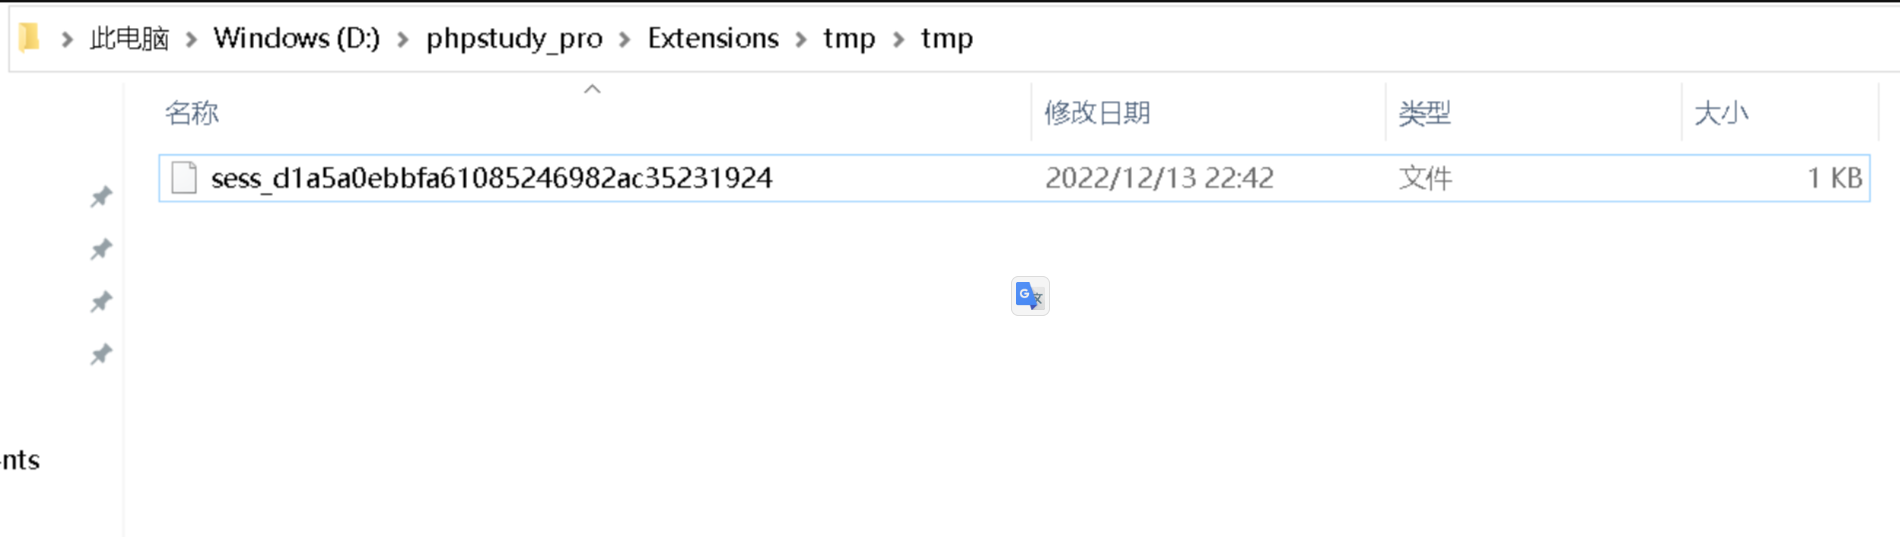 此电脑 > Windows (D:) > phpstudy_pro > Extensions > tmp > tmp
名称 修改日期 类型 大小
sess_d1a5a0ebbfa61085246982ac35231924 2022/12/13 22:42 文件 1 KB
G 文
nts